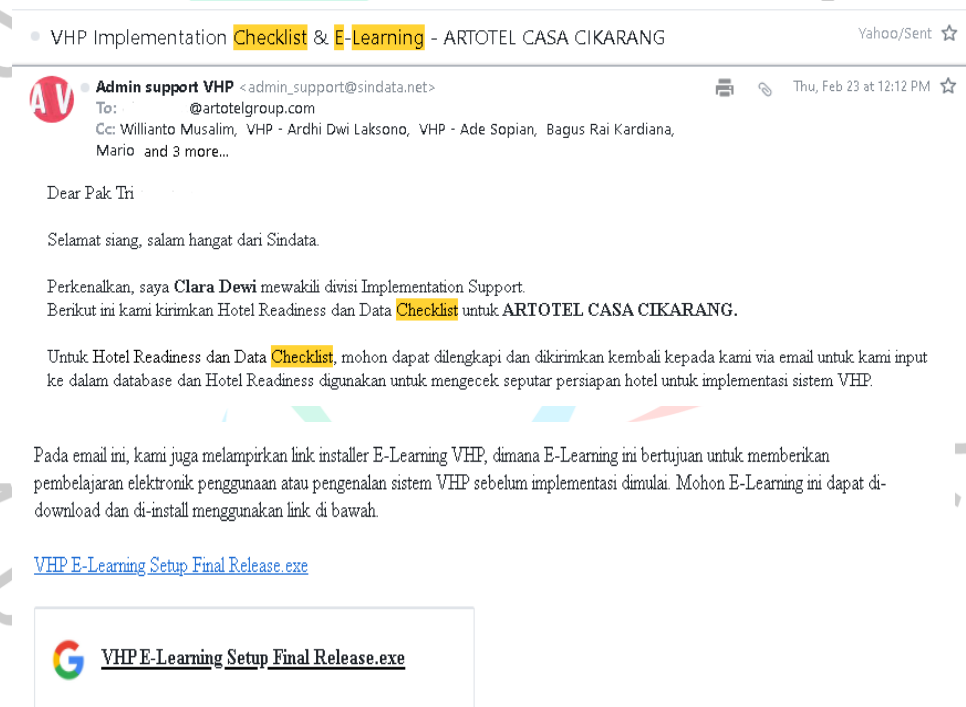 VHP Implementation Checklist & E-Learning - ARTOTEL CASA CIKARANG
Yahoo/Sent
AV
Admin support VHP <admin_support@sindata.net>
Thu, Feb 23 at 12:12 PM
To: @artotelgroup.com
Cc: Willianto Musalim, VHP - Ardhi Dwi Laksono, VHP - Ade Sopian, Bagus Rai Kardiana,
Mario and 3 more...
Dear Pak Tri
Selamat siang, salam hangat dari Sindata.
Perkenalkan, saya Clara Dewi mewakili divisi Implementation Support.
Berikut ini kami kirimkan Hotel Readiness dan Data Checklist untuk ARTOTEL CASA CIKARANG.
Untuk Hotel Readiness dan Data Checklist, mohon dapat dilengkapi dan dikirimkan kembali kepada kami via email untuk kami input
ke dalam database dan Hotel Readiness digunakan untuk mengecek seputar persiapan hotel untuk implementasi sistem VHP.
Pada email ini, kami juga melampirkan link installer E-Learning VHP, dimana E-Learning ini bertujuan untuk memberikan
pembelajaran elektronik penggunaan atau pengenalan sistem VHP sebelum implementasi dimulai. Mohon E-Learning ini dapat di-
download dan di-install menggunakan link di bawah.
VHP E-Learning Setup Final Release.exe
G
VHP E-Learning Setup Final Release.exe